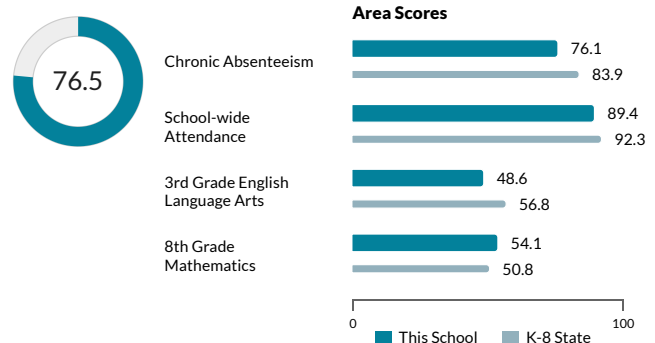 Area Scores
76.5
Chronic Absenteeism
76.1
83.9
School-wide
Attendance
89.4
92.3
3rd Grade English
Language Arts
48.6
56.8
8th Grade
Mathematics
54.1
50.8
0
100
This School
K-8 State